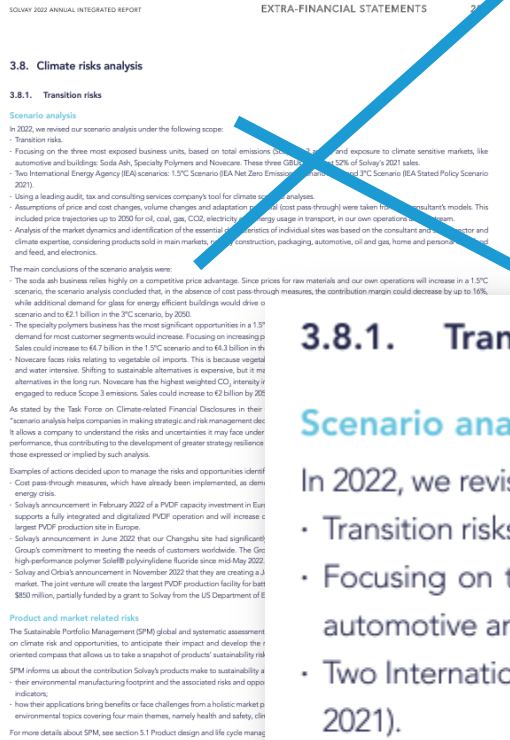 SOLVAY 2022 ANNUAL INTEGRATED REPORT
EXTRA-FINANCIAL STATEMENTS
3.8. Climate risks analysis
3.8.1. Transition risks
Scenario analysis
In 2022, we revised our scenario analysis under the following scope:
· Transition risks.
· Focusing on the three most exposed business units, based on total emissions and exposure to climate sensitive markets, like
automotive and buildings: Soda Ash, Specialty Polymers and Novecare. These three 52% of Solvay's 2021 sales.
· Two International Energy Agency (IEA) scenarios: 1.5°C Scenario (IEA Net Zero and 3°C Scenario (IEA Stated Policy Scenario
2021).
· Using a leading audit, tax and consulting services company's tool for climate analyses.
· Assumptions of price and cost changes, volume changes and adaptation (cost pass-through) were taken consultant's models. This
included price trajectories up to 2050 for oil, coal, gas, CO2, electricity usage in transport, in our own operations
· Analysis of the market dynamics and identification of the essential of individual sites was based on the consultant and and
climate expertise, considering products sold in main markets, construction, packaging, automotive, oil and gas, home and
and feed, and electronics.
The main conclusions of the scenario analysis were:
· The soda ash business relies highly on a competitive price advantage. Since prices for raw materials and our own operations will increase in a 1.5°C
scenario, the scenario analysis concluded that, in the absence of cost pass-through measures, the contribution margin could decrease by up to 16%,
while additional demand for glass for energy efficient buildings would drive
scenario and to €2.1 billion in the 3°C scenario, by 2050.
· The specialty polymers business has the most significant opportunities in a 1.5°
demand for most customer segments would increase. Focusing on increasing
Sales could increase to €4.7 billion in the 1.5°C scenario and to €4.3 billion in
· Novecare faces risks relating to vegetable oil imports. This is because
and water intensive. Shifting to sustainable alternatives is expensive, but it
alternatives in the long run. Novecare has the highest weighted CO₂ intensity
engaged to reduce Scope 3 emissions. Sales could increase to €2 billion by
As stated by the Task Force on Climate-related Financial Disclosures in their
"scenario analysis helps companies in making strategic and risk management
It allows a company to understand the risks and uncertainties it may face under
performance, thus contributing to the development of greater strategy resilience
those expressed or implied by such analysis.
Examples of actions decided upon to manage the risks and opportunities
· Cost pass-through measures, which have already been implemented, as
energy crisis.
· Solvay's announcement in February 2022 of a PVDF capacity investment in
supports a fully integrated and digitalized PVDF operation and will increase
largest PVDF production site in Europe.
· Solvay's announcement in June 2022 that our Changshu site had
Group's commitment to meeting the needs of customers worldwide. The
high-performance polymer Solef® polyvinylidene fluoride since mid-May 2022.
· Solvay and Orbia's announcement in November 2022 that they are creating a
market. The joint venture will create the largest PVDF production facility for
$850 million, partially funded by a grant to Solvay from the US Department of
Product and market related risks
The Sustainable Portfolio Management (SPM) global and systematic assessment
on climate risk and opportunities, to anticipate their impact and develop the
oriented compass that allows us to take a snapshot of products' sustainability
SPM informs us about the contribution Solvay's products make to sustainability
· their environmental manufacturing footprint and the associated risks and
indicators;
· how their applications bring benefits or face challenges from a holistic market
environmental topics covering four main themes, namely health and safety,
For more details about SPM, see section 5.1 Product design and life cycle
3.8.1. Tran
Scenario ana
In 2022, we revis
· Transition risks
· Focusing on t
automotive an
· Two Internatio
2021).